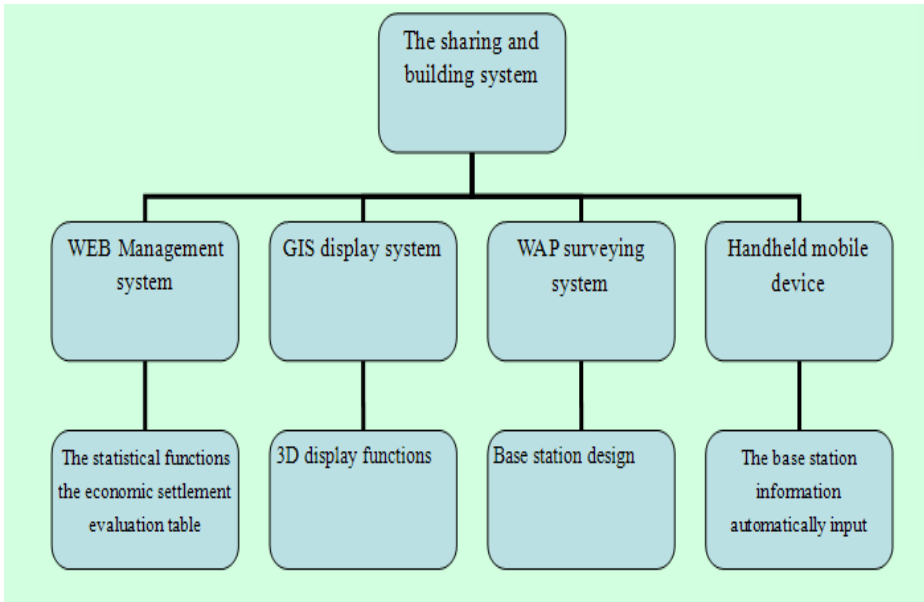 The sharing and
building system
WEB Management
system
GIS display system
WAP surveying
system
Handheld mobile
device
The statistical functions
the economic settlement
evaluation table
3D display functions
Base station design
The base station
information
automatically input